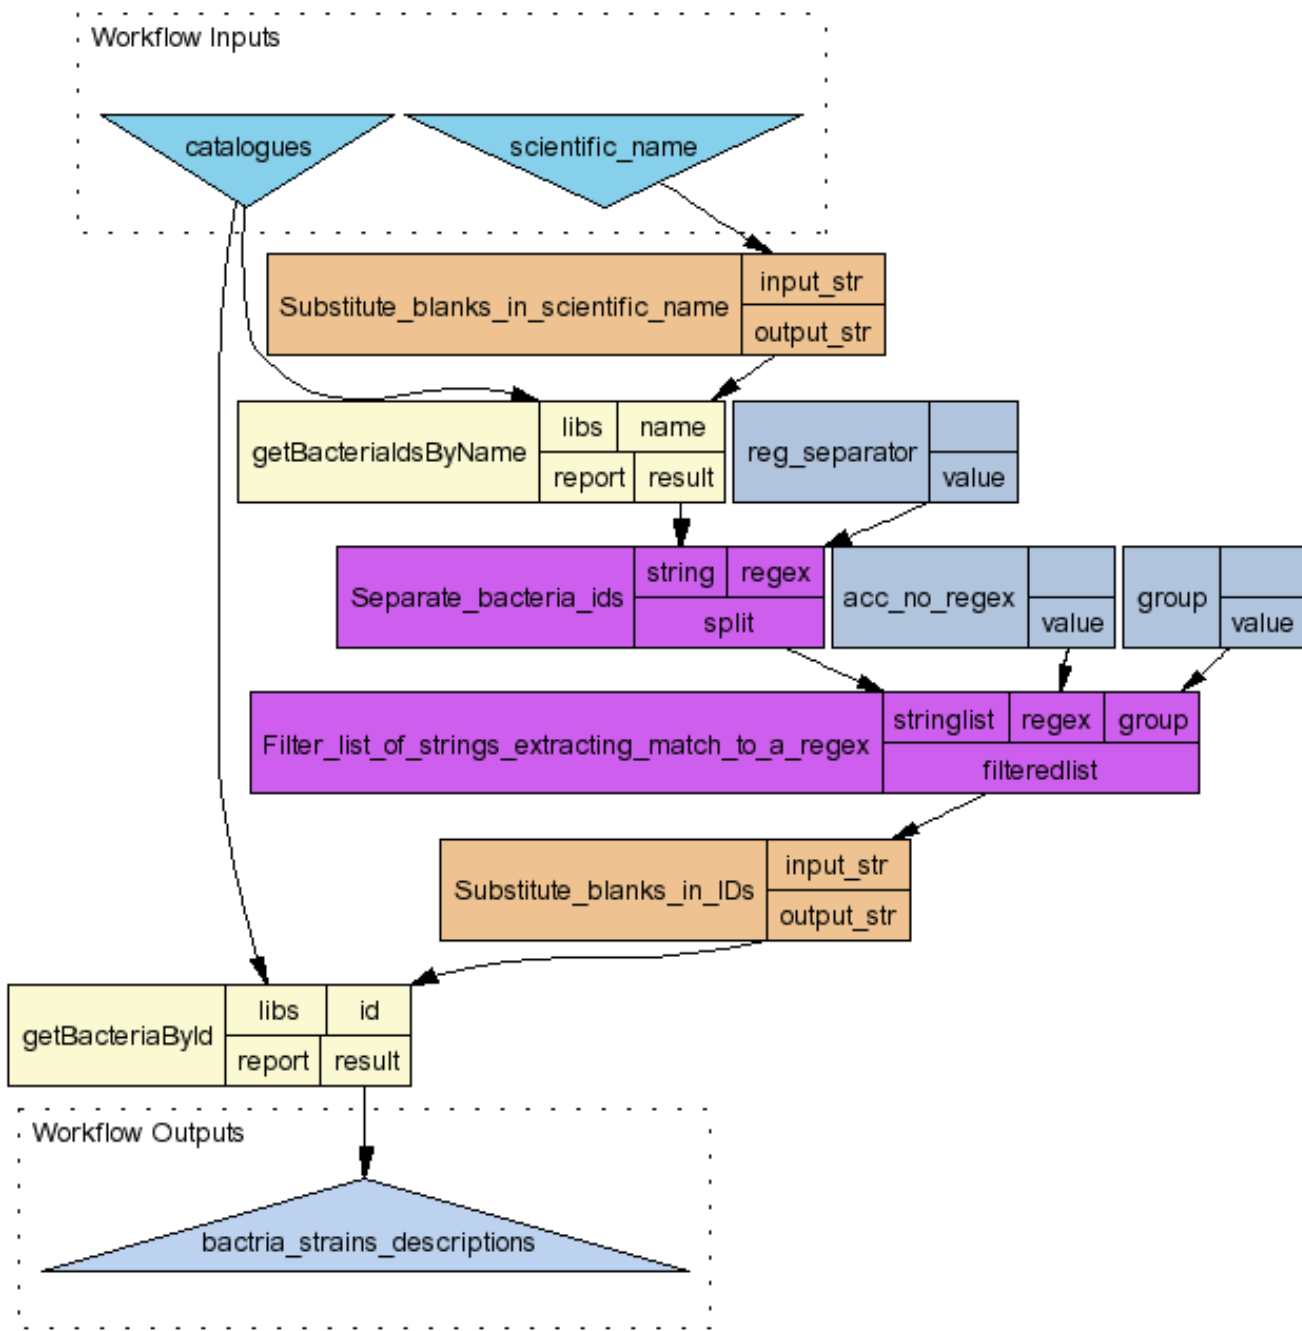 Workflow Inputs
catalogues
scientific_name
Substitute_blanks_in_scientific_name
input_str
output_str
getBacteriaIdsByName
libs
name
report
result
reg_separator
value
Separate_bacteria_ids
string
regex
split
acc_no_regex
value
group
value
Filter_list_of_strings_extracting_match_to_a_regex
stringlist
regex
group
filteredlist
Substitute_blanks_in_IDs
input_str
output_str
getBacteriaById
libs
id
report
result
Workflow Outputs
bactria_strains_descriptions